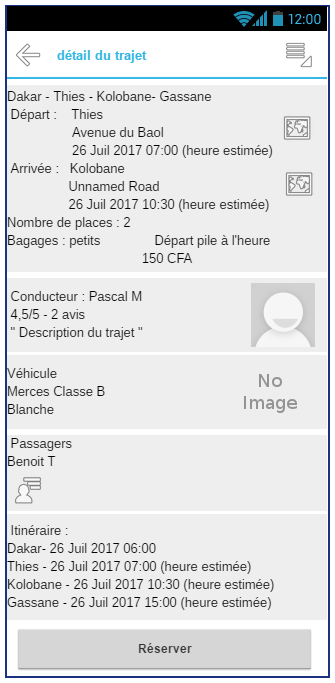 12:00
détail du trajet
Dakar - Thies - Kolobane- Gassane
Départ : Thies
Avenue du Baol
26 Juil 2017 07:00 (heure estimée)
Arrivée : Kolobane
Unnamed Road
26 Juil 2017 10:30 (heure estimée)
Nombre de places : 2
Bagages : petits Départ pile à l'heure
150 CFA
Conducteur : Pascal M
4,5/5 - 2 avis
" Description du trajet "
Véhicule
Merces Classe B
Blanche
No
Image
Passagers
Benoit T
Itinéraire :
Dakar- 26 Juil 2017 06:00
Thies - 26 Juil 2017 07:00 (heure estimée)
Kolobane - 26 Juil 2017 10:30 (heure estimée)
Gassane - 26 Juil 2017 15:00 (heure estimée)
Réserver